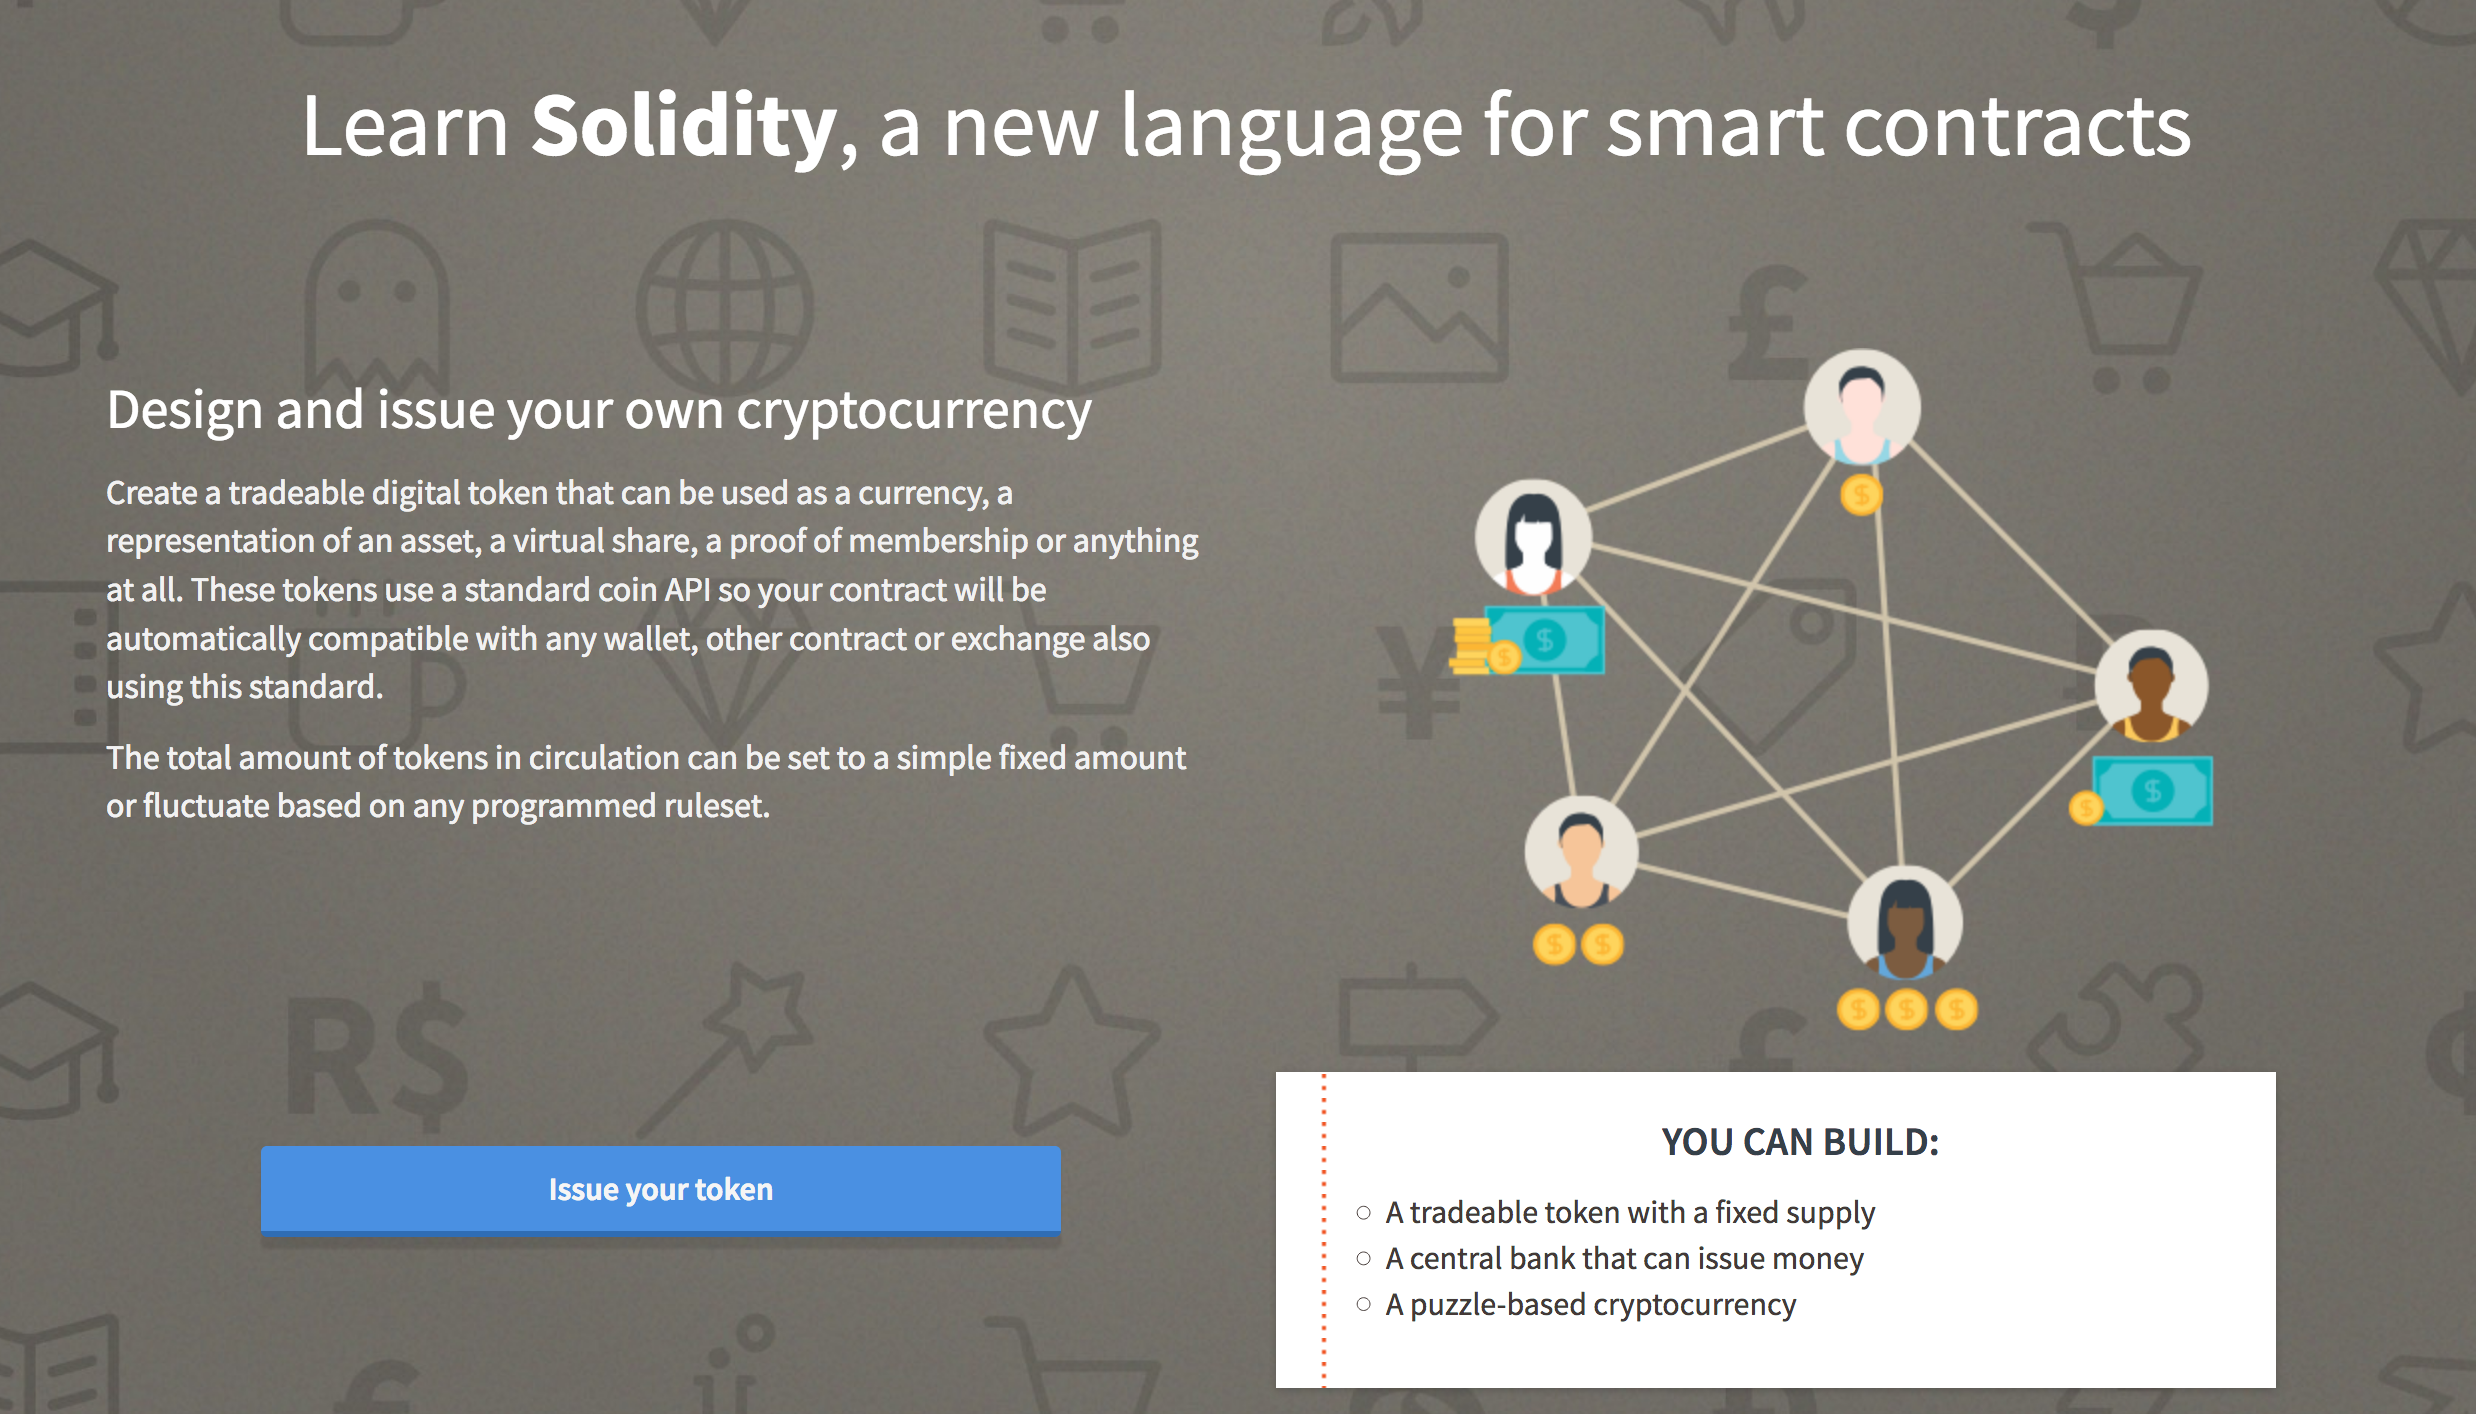 Learn Solidity, a new language for smart contracts
Design and issue your own cryptocurrency
Create a tradeable digital token that can be used as a currency, a
representation of an asset, a virtual share, a proof of membership or anything
at all. These tokens use a standard coin API so your contract will be
automatically compatible with any wallet, other contract or exchange also
using this standard.
The total amount of tokens in circulation can be set to a simple fixed amount
or fluctuate based on any programmed ruleset.
Issue your token
YOU CAN BUILD:
A tradeable token with a fixed supply
A central bank that can issue money
A puzzle-based cryptocurrency